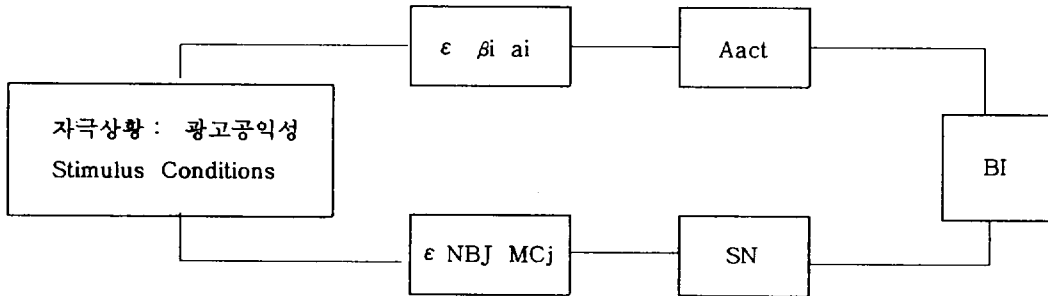 ε βi ai
Aact
자극상황 : 광고공익성
Stimulus Conditions
BI
ε NBJ MCj
SN